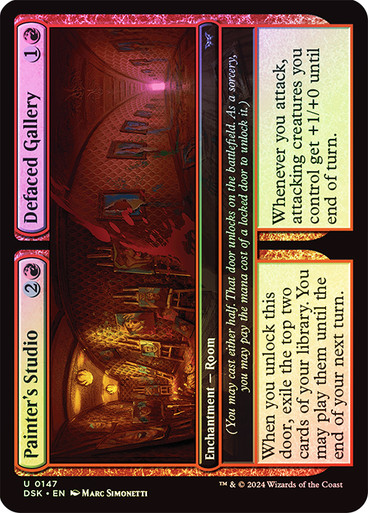 Painter's Studio 2
When you unlock this
door, exile the top two
cards of your library. You
may play them until the
end of your next turn.
Defaced Gallery 1
Whenever you attack,
attacking creatures you
control get +1/+0 until
end of turn.
Enchantment — Room
(You may cast either half. That door unlocks on the battlefield. As a sorcery,
you may pay the mana cost of a locked door to unlock it.)
U 0147
DSK • EN Marc Simonetti
™ & © 2024 Wizards of the Coast